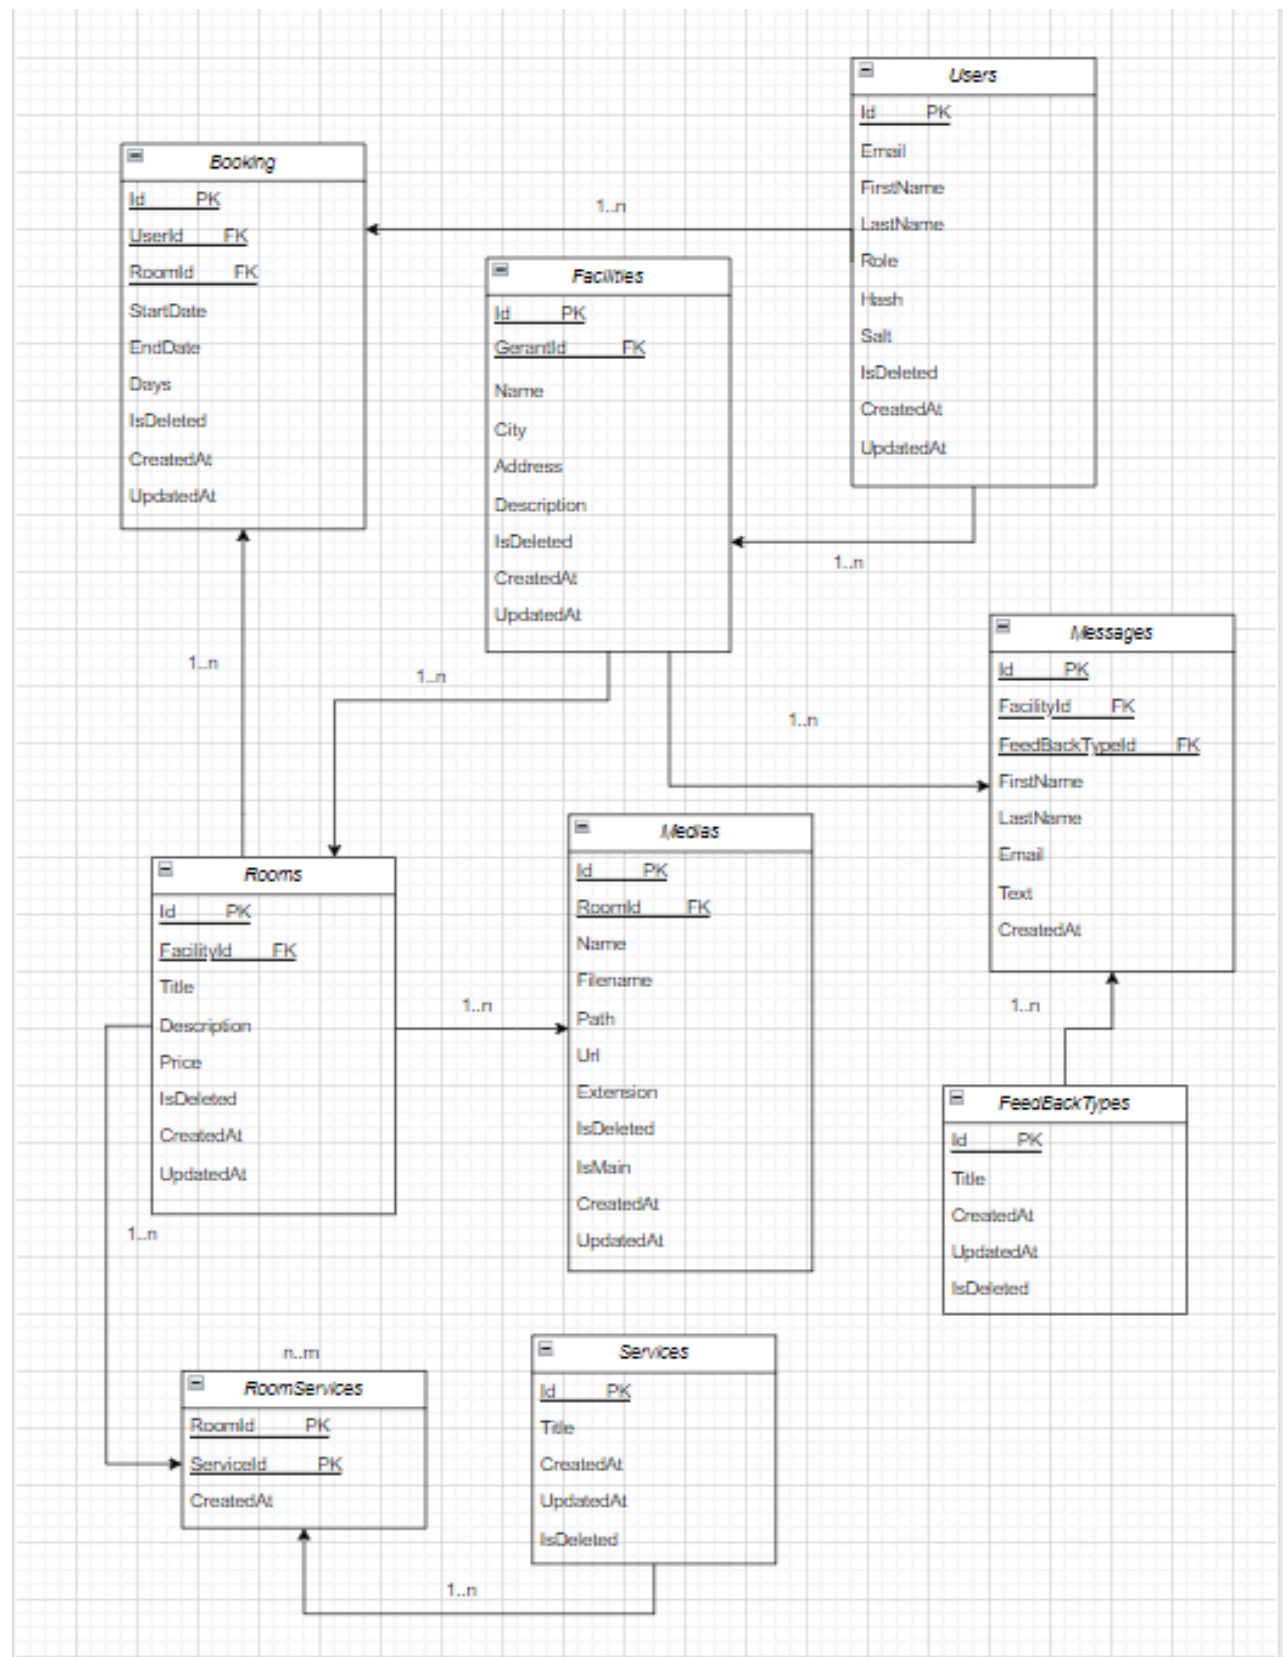 Users
Id PK
Email
FirstName
LastName
Role
Hash
Salt
IsDeleted
CreatedAt
UpdatedAt
Booking
Id PK
UserId FK
RoomId FK
StartDate
EndDate
Days
IsDeleted
CreatedAt
UpdatedAt
1..n
Facilities
Id PK
GerantId FK
Name
City
Address
Description
IsDeleted
CreatedAt
UpdatedAt
1..n
1..n
1..n
1..n
Messages
Id PK
FacilityId FK
FeedBackTypeId FK
FirstName
LastName
Email
Text
CreatedAt
Rooms
Id PK
FacilityId FK
Title
Description
Price
IsDeleted
CreatedAt
UpdatedAt
1..n
Medias
Id PK
RoomId FK
Name
Filename
Path
Url
Extension
IsDeleted
IsMain
CreatedAt
UpdatedAt
1..n
FeedBackTypes
Id PK
Title
CreatedAt
UpdatedAt
IsDeleted
1..n
n..m
RoomServices
RoomId PK
ServiceId PK
CreatedAt
Services
Id PK
Title
CreatedAt
UpdatedAt
IsDeleted
1..n